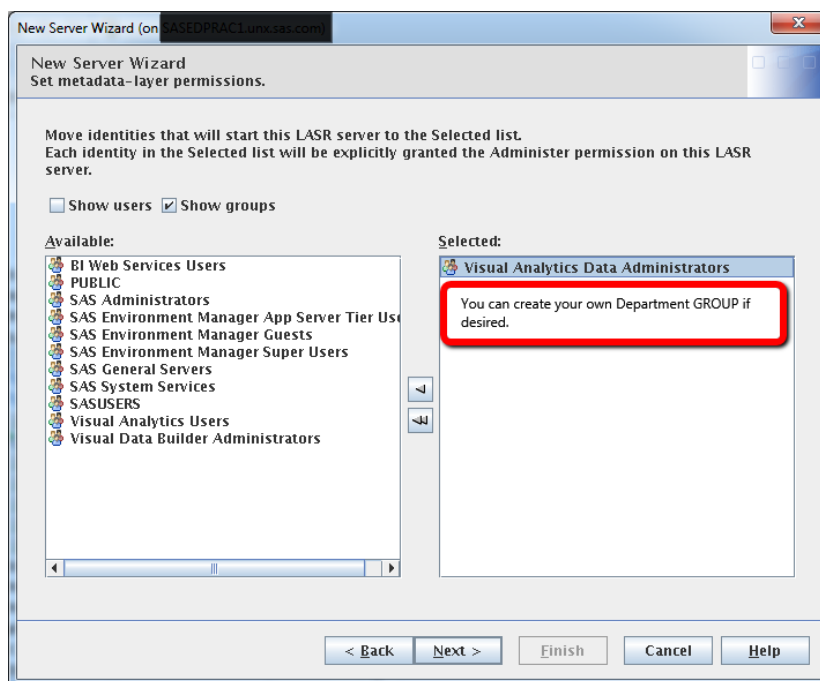 New Server Wizard (on SASEDPRAC1.unx.sas.com)
New Server Wizard
Set metadata-layer permissions.
Move identities that will start this LASR server to the Selected list.
Each identity in the Selected list will be explicitly granted the Administer permission on this LASR
server.
Show users Show groups
Available:
BI Web Services Users
PUBLIC
SAS Administrators
SAS Environment Manager App Server Tier Use
SAS Environment Manager Guests
SAS Environment Manager Super Users
SAS General Servers
SAS System Services
SASUSERS
Visual Analytics Users
Visual Data Builder Administrators
Selected:
Visual Analytics Data Administrators
You can create your own Department GROUP if
desired.
< Back Next > Finish Cancel Help